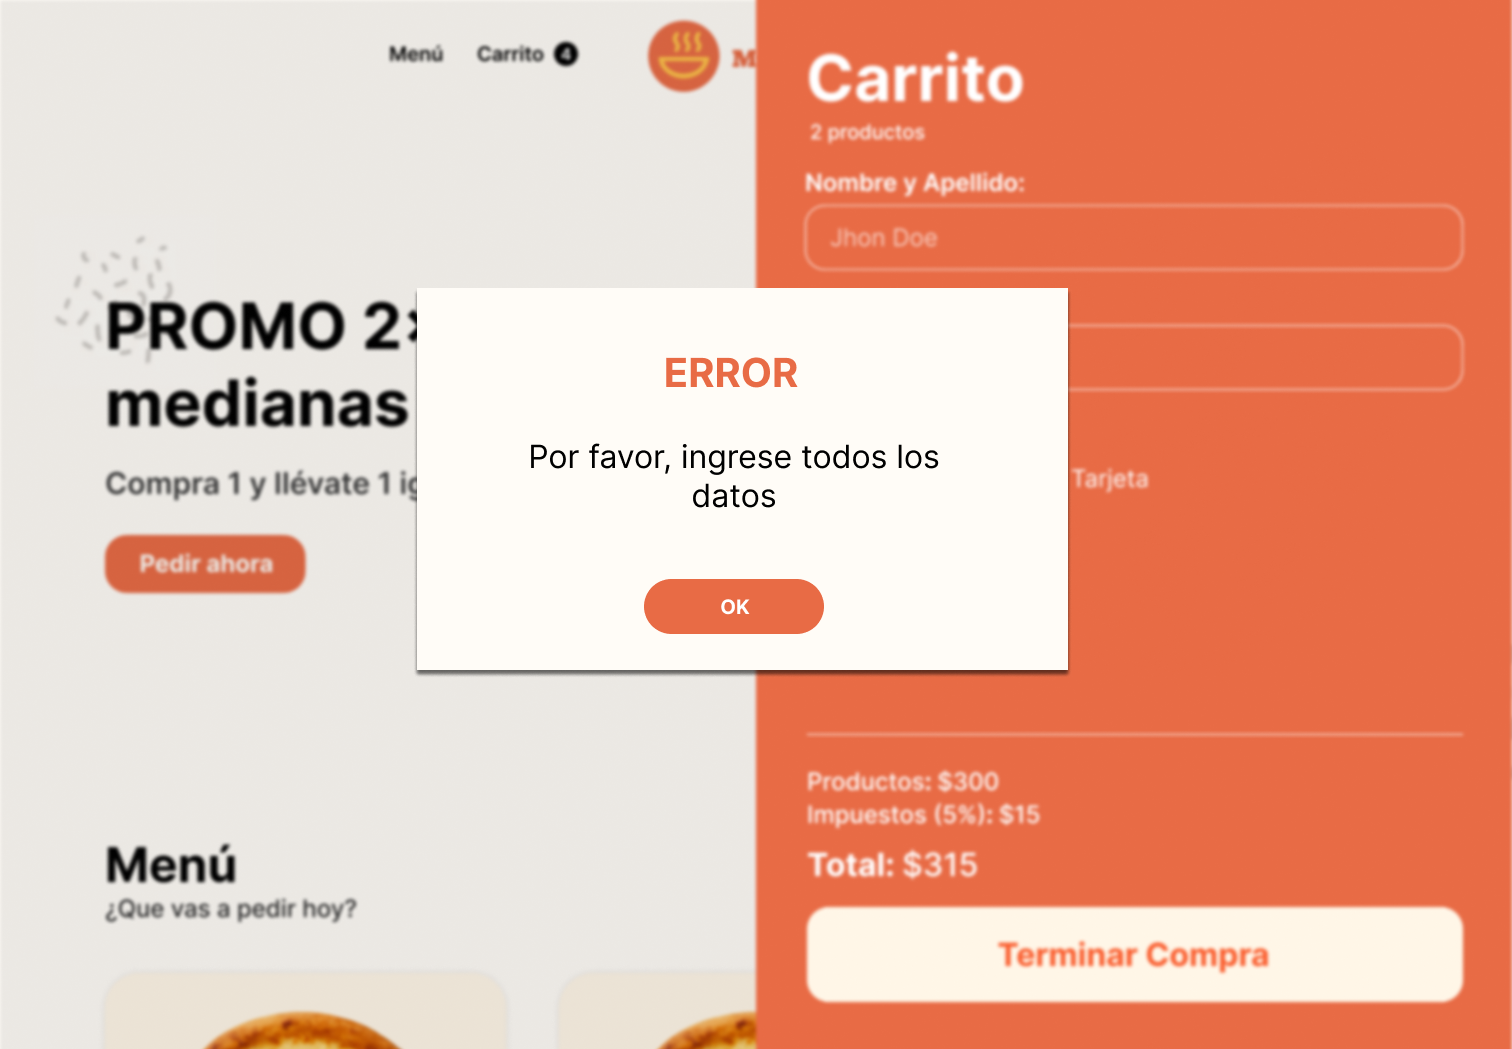 Menú
Carrito 4
M
Carrito
2 productos
Nombre y Apellido:
Jhon Doe
PROMO 2
medianas
Compra 1 y llévate 1
Pedir ahora
ERROR
Por favor, ingrese todos los
datos
OK
Tarjeta
Productos: $300
Impuestos (5%): $15
Total: $315
Terminar Compra
Menú
¿Que vas a pedir hoy?